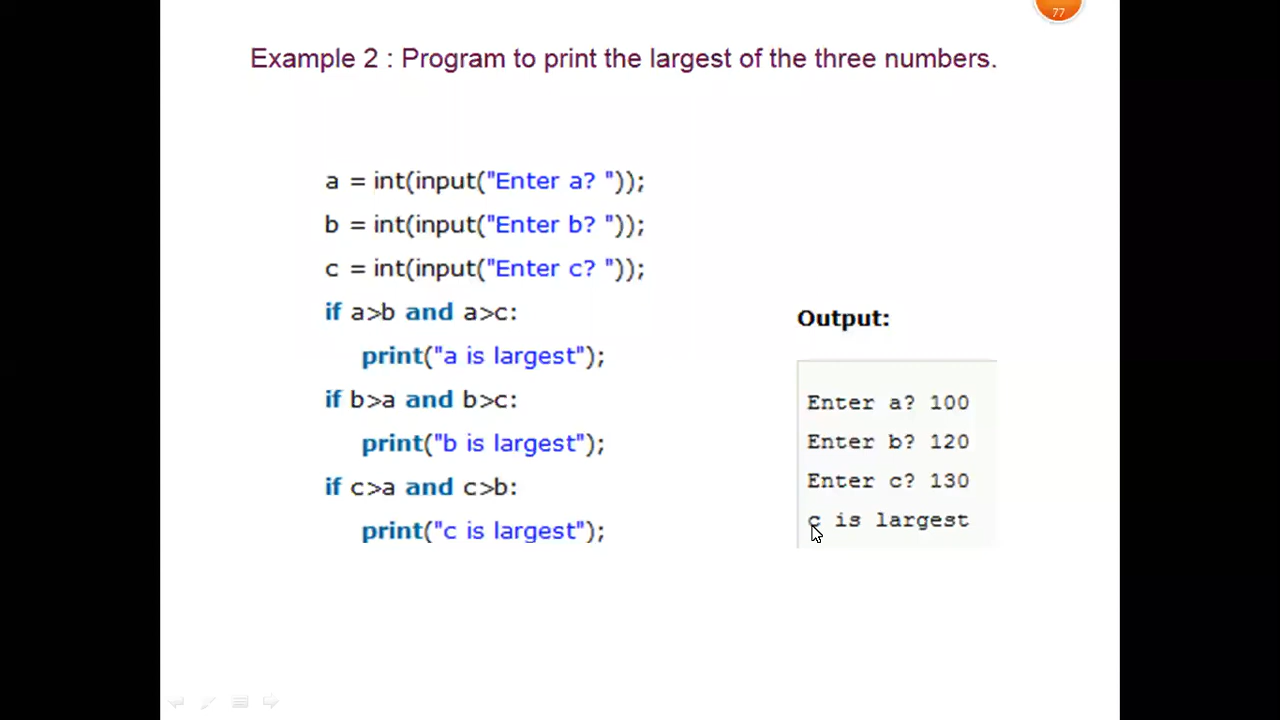 77
Example 2 : Program to print the largest of the three numbers.
a = int(input("Enter a? "));
b = int(input("Enter b? "));
c = int(input("Enter c? "));
if a>b and a>c:
print("a is largest");
if b>a and b>c:
print("b is largest");
if c>a and c>b:
print("c is largest");
Output:
Enter a? 100
Enter b? 120
Enter c? 130
c is largest